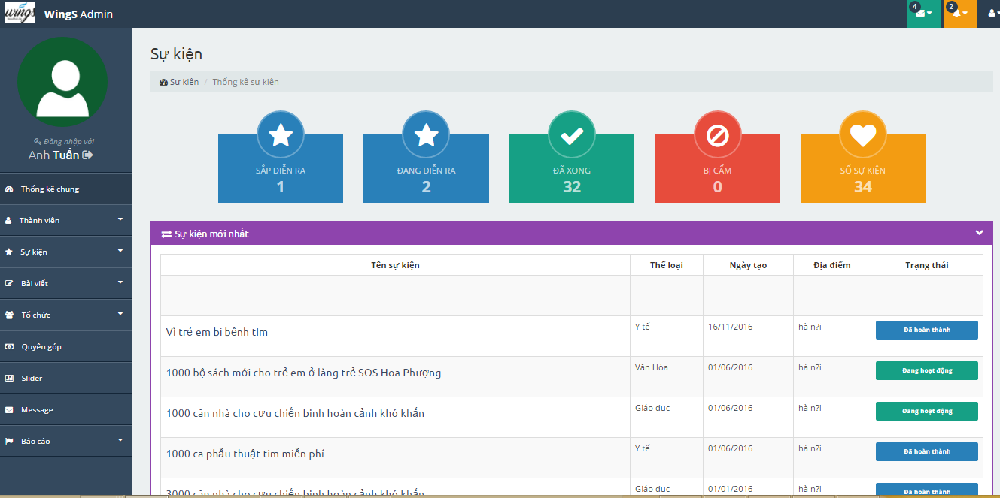 wings
WingS Admin
4
2
Đăng nhập với
Anh Tuấn
Thống kê chung
Thành viên
Sự kiện
Bài viết
Tổ chức
Quyên góp
Slider
Message
Báo cáo
Sự kiện
Sự kiện / Thống kê sự kiện
SẮP DIỄN RA
1
ĐANG DIỄN RA
2
ĐÃ XONG
32
BỊ CẤM
0
SỐ SỰ KIỆN
34
Sự kiện mới nhất
Tên sự kiện Thể loại Ngày tạo Địa điểm Trạng thái
Vì trẻ em bị bệnh tim Y tế 16/11/2016 hà n?i Đã hoàn thành
1000 bộ sách mới cho trẻ em ở làng trẻ SOS Hoa Phượng Văn Hóa 01/06/2016 hà n?i Đang hoạt động
1000 căn nhà cho cựu chiến binh hoàn cảnh khó khắn Giáo dục 01/06/2016 hà n?i Đang hoạt động
1000 ca phẫu thuật tim miễn phí Y tế 01/06/2016 hà n?i Đã hoàn thành
3000 căn nhà cho cựu chiến binh hoàn cảnh khó khắn Giáo dục 01/01/2016 hà n?i Đã hoàn thành